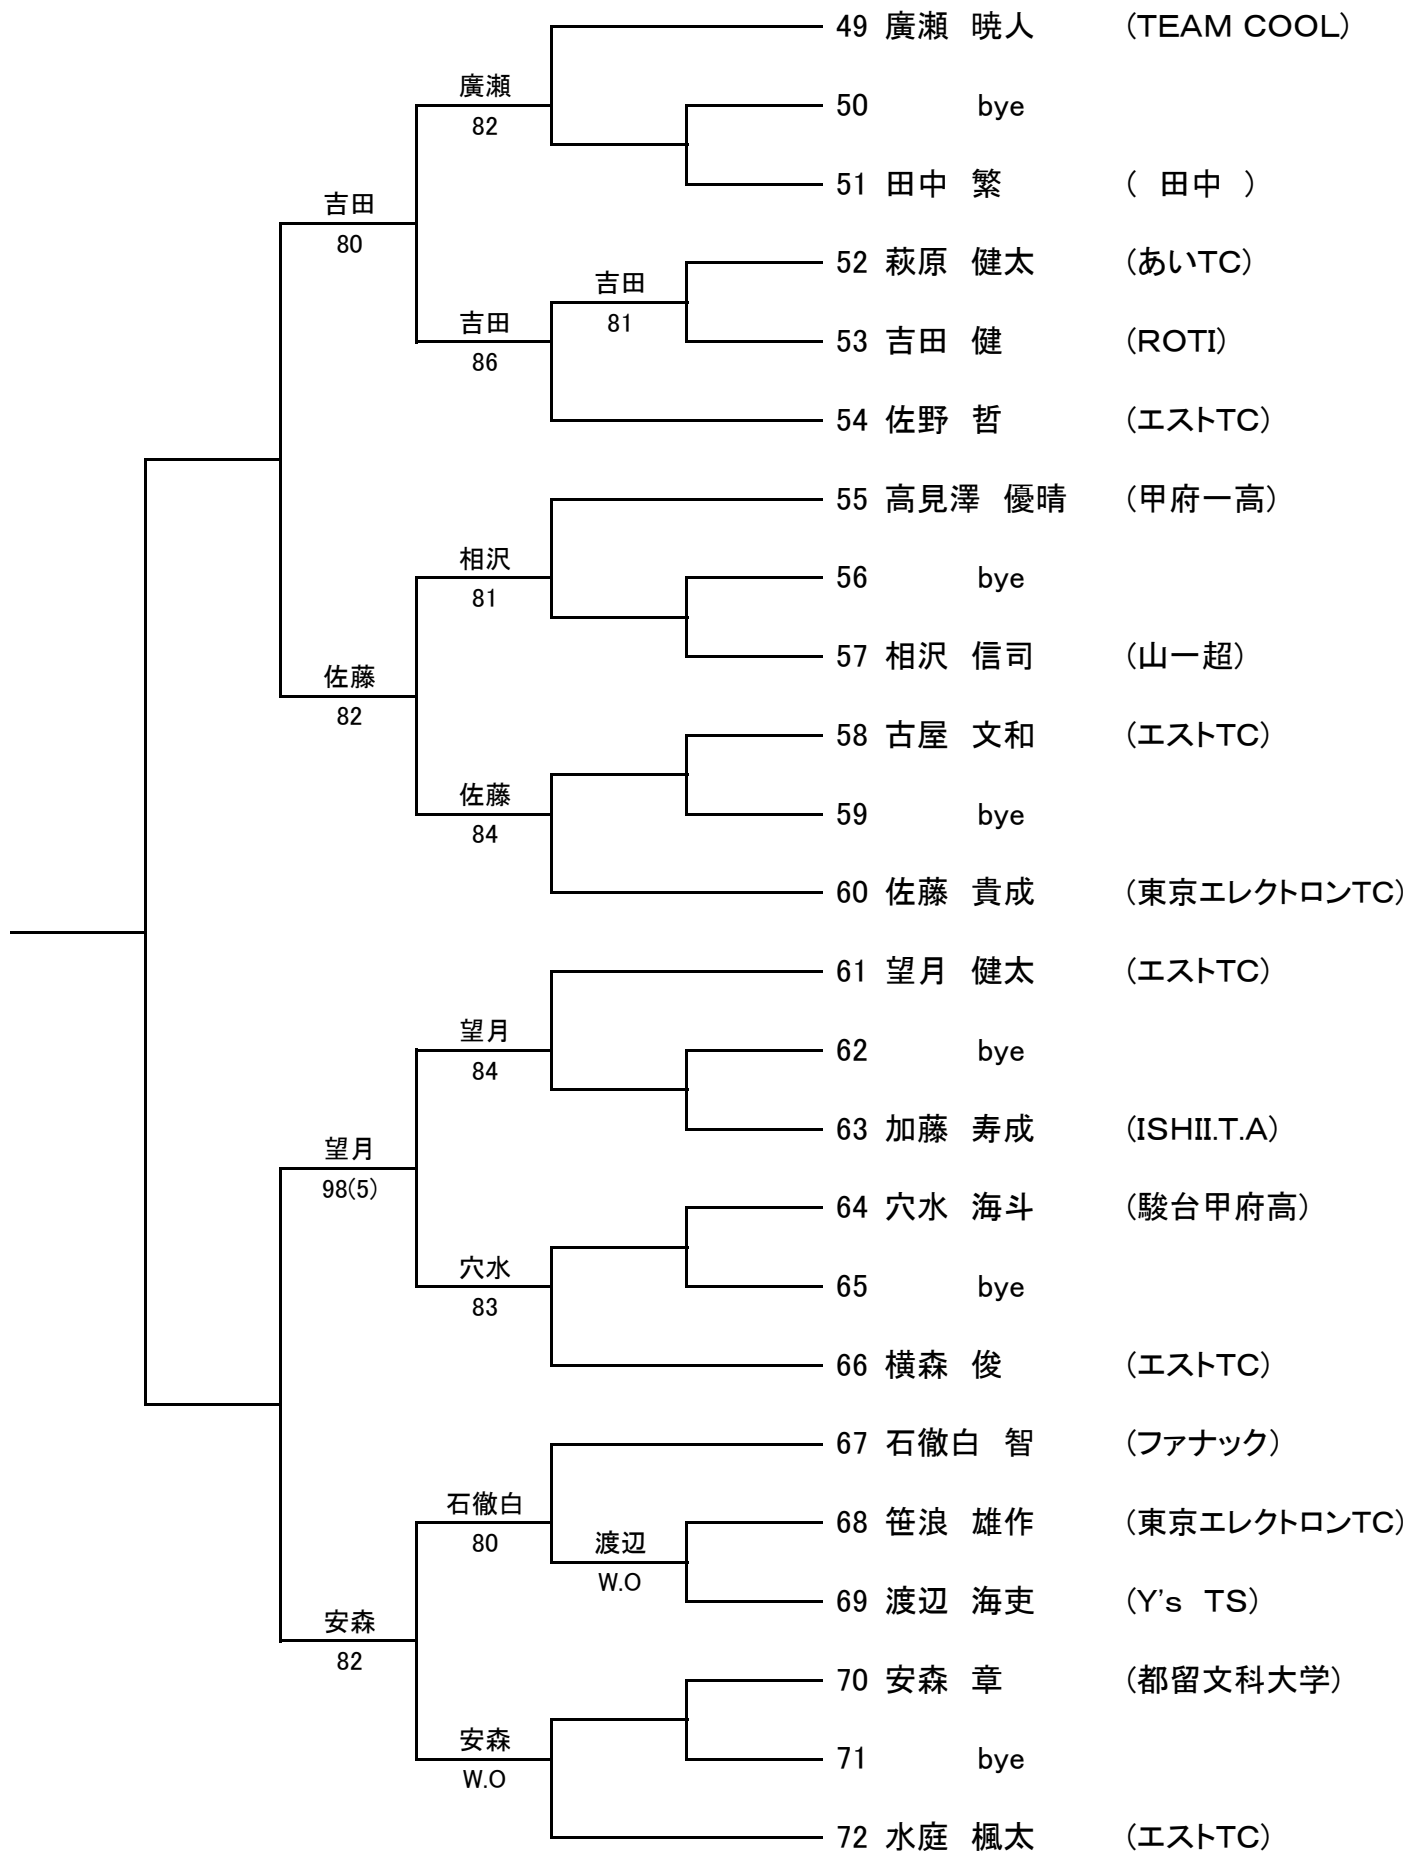 49 廣瀬 暁人 (TEAM COOL)
廣瀬
50 bye
82
51 田中 繁 ( 田中 )
吉田
80
52 萩原 健太 (あいTC)
吉田
吉田
81
53 吉田 健 (ROTI)
86
54 佐野 哲 (エストTC)
55 高見澤 優晴 (甲府一高)
相沢
56 bye
81
57 相沢 信司 (山一超)
佐藤
82
58 古屋 文和 (エストTC)
佐藤
59 bye
84
60 佐藤 貴成 (東京エレクトロンTC)
61 望月 健太 (エストTC)
望月
62 bye
84
63 加藤 寿成 (ISHII.T.A)
望月
98(5)
64 穴水 海斗 (駿台甲府高)
穴水
65 bye
83
66 横森 俊 (エストTC)
67 石徹白 智 (ファナック)
石徹白
68 笹浪 雄作 (東京エレクトロンTC)
80
渡辺
W.O
69 渡辺 海吏 (Y's TS)
安森
82
70 安森 章 (都留文科大学)
安森
71 bye
W.O
72 水庭 楓太 (エストTC)